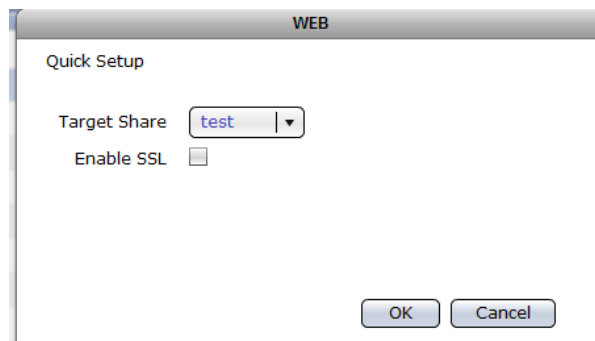 WEB
Quick Setup
Target Share test
Enable SSL
OK Cancel